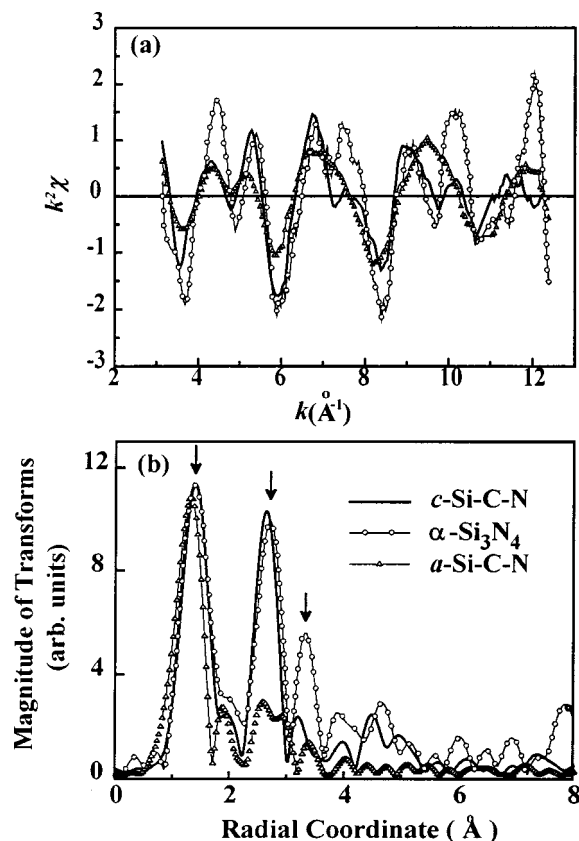 (a)
3
2
1
0
-1
-2
-3
k²χ
2 4 6 8 10 12
k(Å⁻¹)
(b)
12
8
4
0
Magnitude of Transforms
(arb. units)
c-Si-C-N
α-Si₃N₄
a-Si-C-N
0 2 4 6 8
Radial Coordinate ( Å )